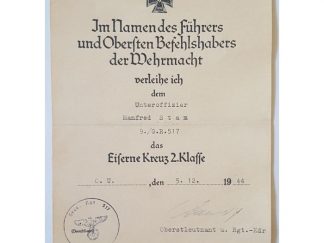 Im Namen des Führers
und Obersten Befehlshabers
der Wehrmacht
verleihe ich
dem
Unteroffizier
Manfred S t a m
9./G.R.517
das
Eiserne Kreuz 2.Klasse
O. U. ,den 5. 12. 1944
Oberstleutnant u. Rgt.-Kdr